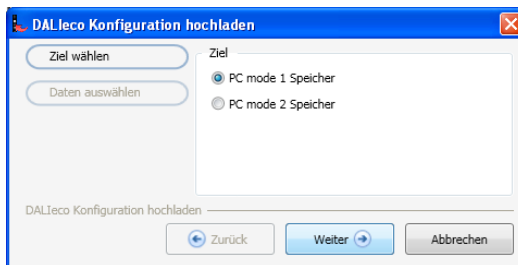 DALIeco Konfiguration hochladen
Ziel wählen
Daten auswählen
Ziel
PC mode 1 Speicher
PC mode 2 Speicher
DALIeco Konfiguration hochladen
Zurück
Weiter
Abbrechen